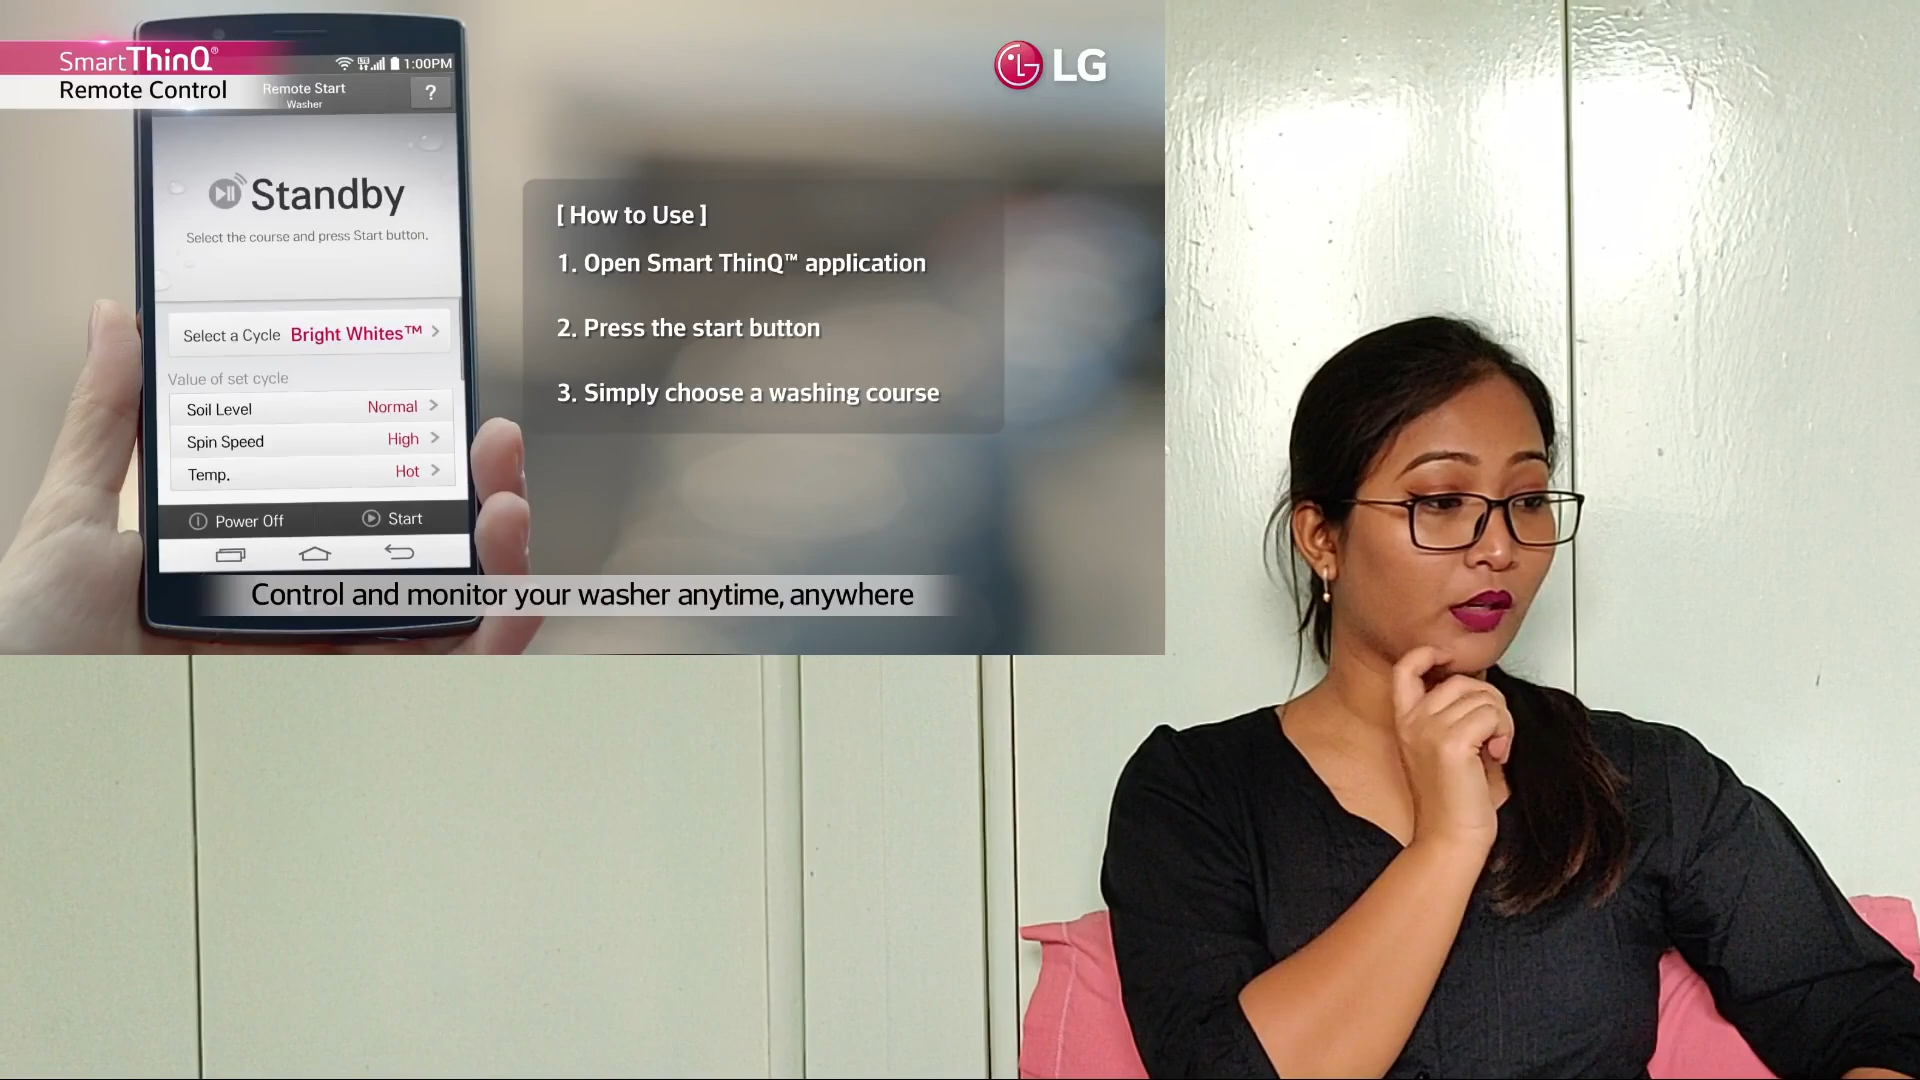 SmartThinQ®
Remote Control
1:00PM
Remote Start
Washer
?
Standby
Select the course and press Start button.
Select a Cycle Bright Whites™
Value of set cycle
Soil Level Normal
Spin Speed High
Temp. Hot
Power Off Start
LG
[ How to Use ]
1. Open Smart ThinQ™ application
2. Press the start button
3. Simply choose a washing course
Control and monitor your washer anytime, anywhere